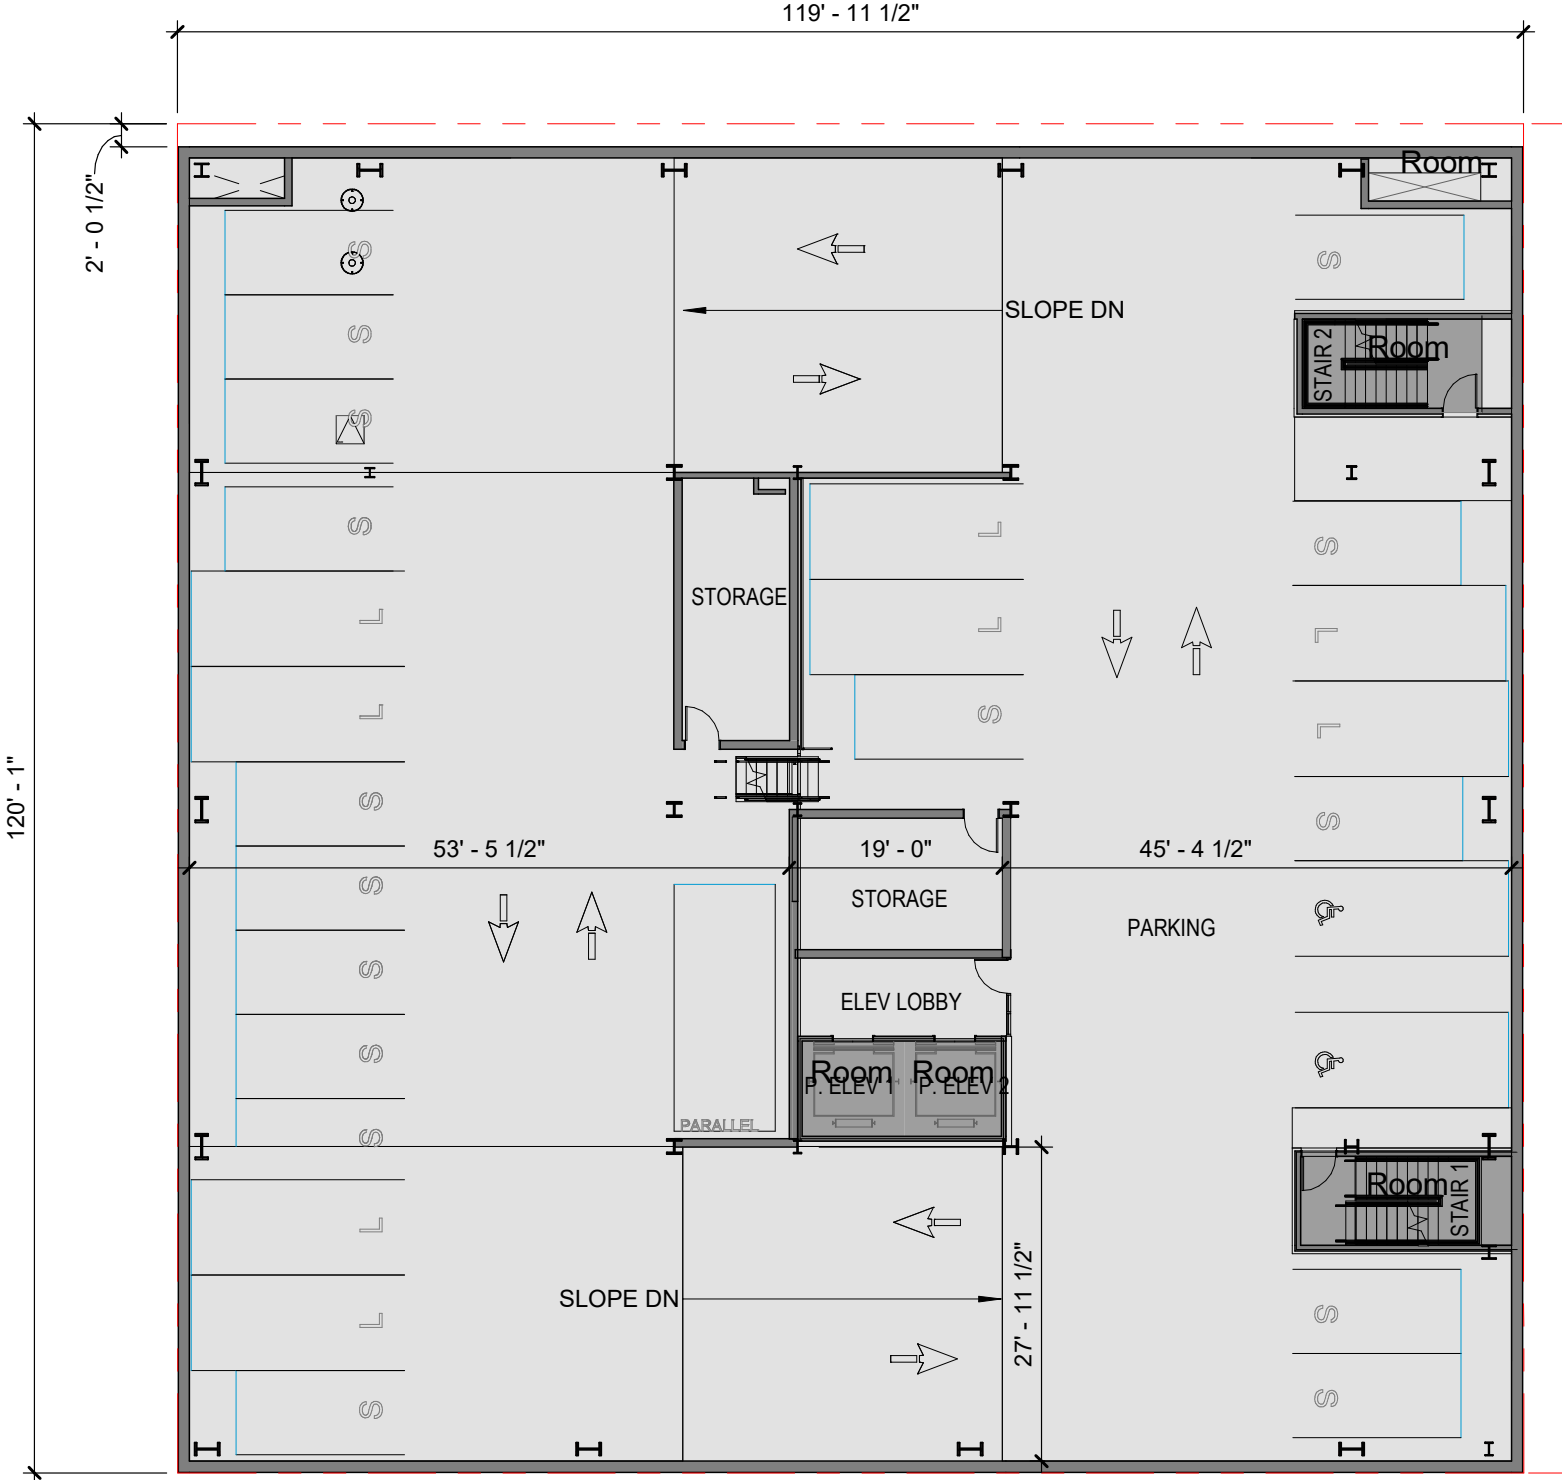 119' - 11 1/2"
2' - 0 1/2"
120' - 1"
Room
S
S
SLOPE DN
S
STAIR 2
Room
S
S
L
S
STORAGE
L
L
L
L
S
L
S
S
53' - 5 1/2"
19' - 0"
45' - 4 1/2"
S
STORAGE
PARKING
S
ELEV LOBBY
S
Room
Room
P. ELEV 1
P. ELEV 2
PARALLEL
S
Room
STAIR 1
L
27' - 11 1/2"
SLOPE DN
L
S
S
S